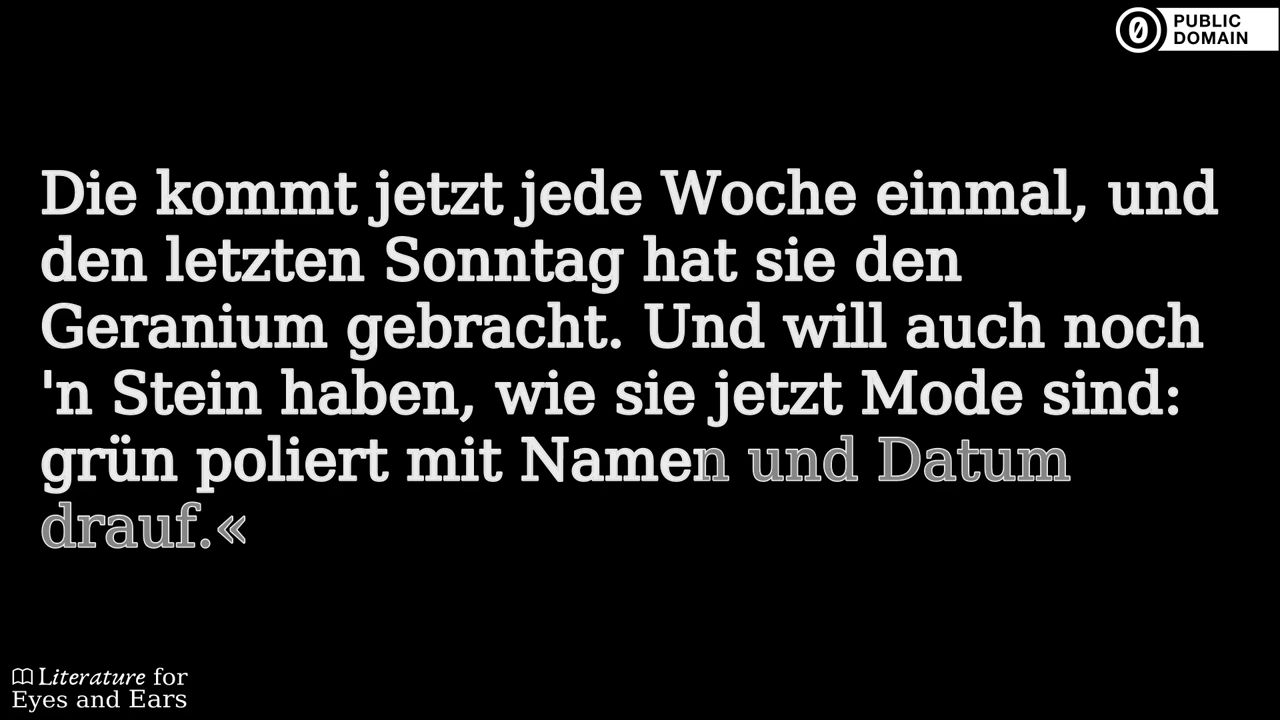 PUBLIC
DOMAIN
Die kommt jetzt jede Woche einmal, und
den letzten Sonntag hat sie den
Geranium gebracht. Und will auch noch
'n Stein haben, wie sie jetzt Mode sind:
grün poliert mit Namen und Datum
drauf.«
Literature for
Eyes and Ears